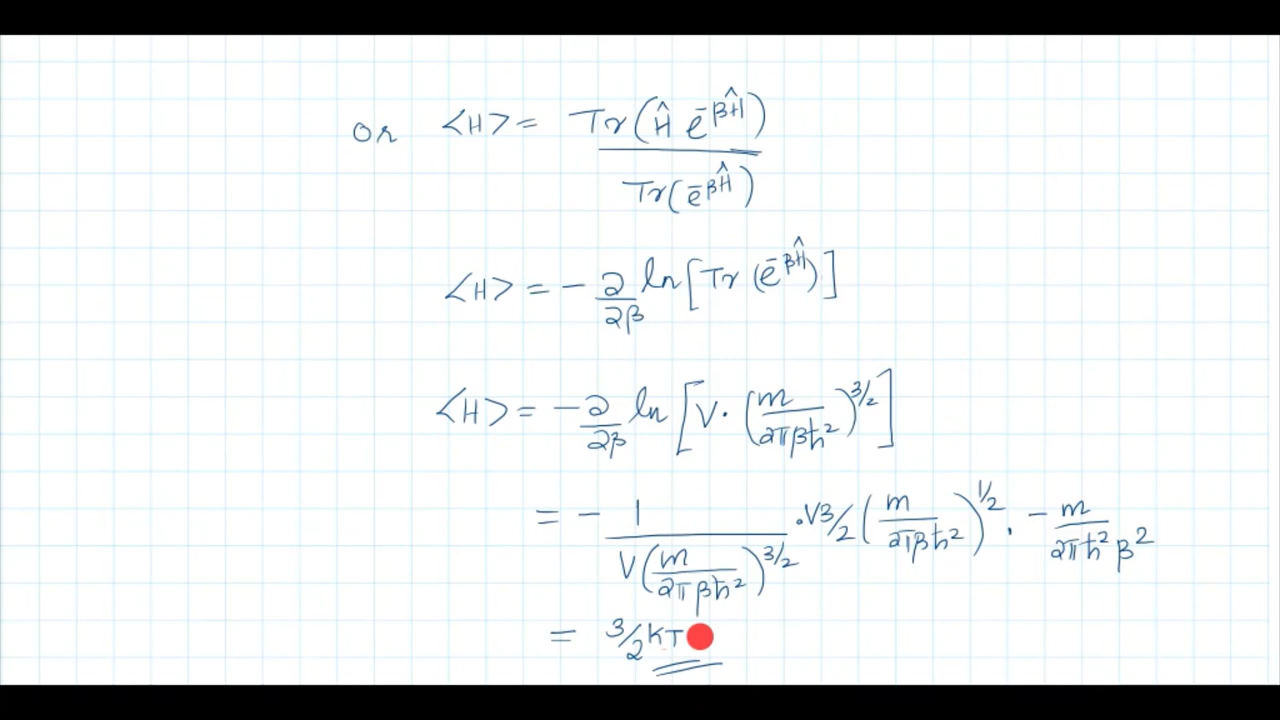 or <H> = Tr(Ĥ e^{-βĤ}) / Tr(e^{-βĤ})
<H> = - ∂/∂β ln[Tr (e^{-βĤ})]
<H> = - ∂/∂β ln [V · (m/2πβħ²)^{3/2}]
= - 1/V(m/2πβħ²)^{3/2} · V 3/2 (m/2πβħ²)^{1/2} · - m/2πħ²β²
= 3/2 KT